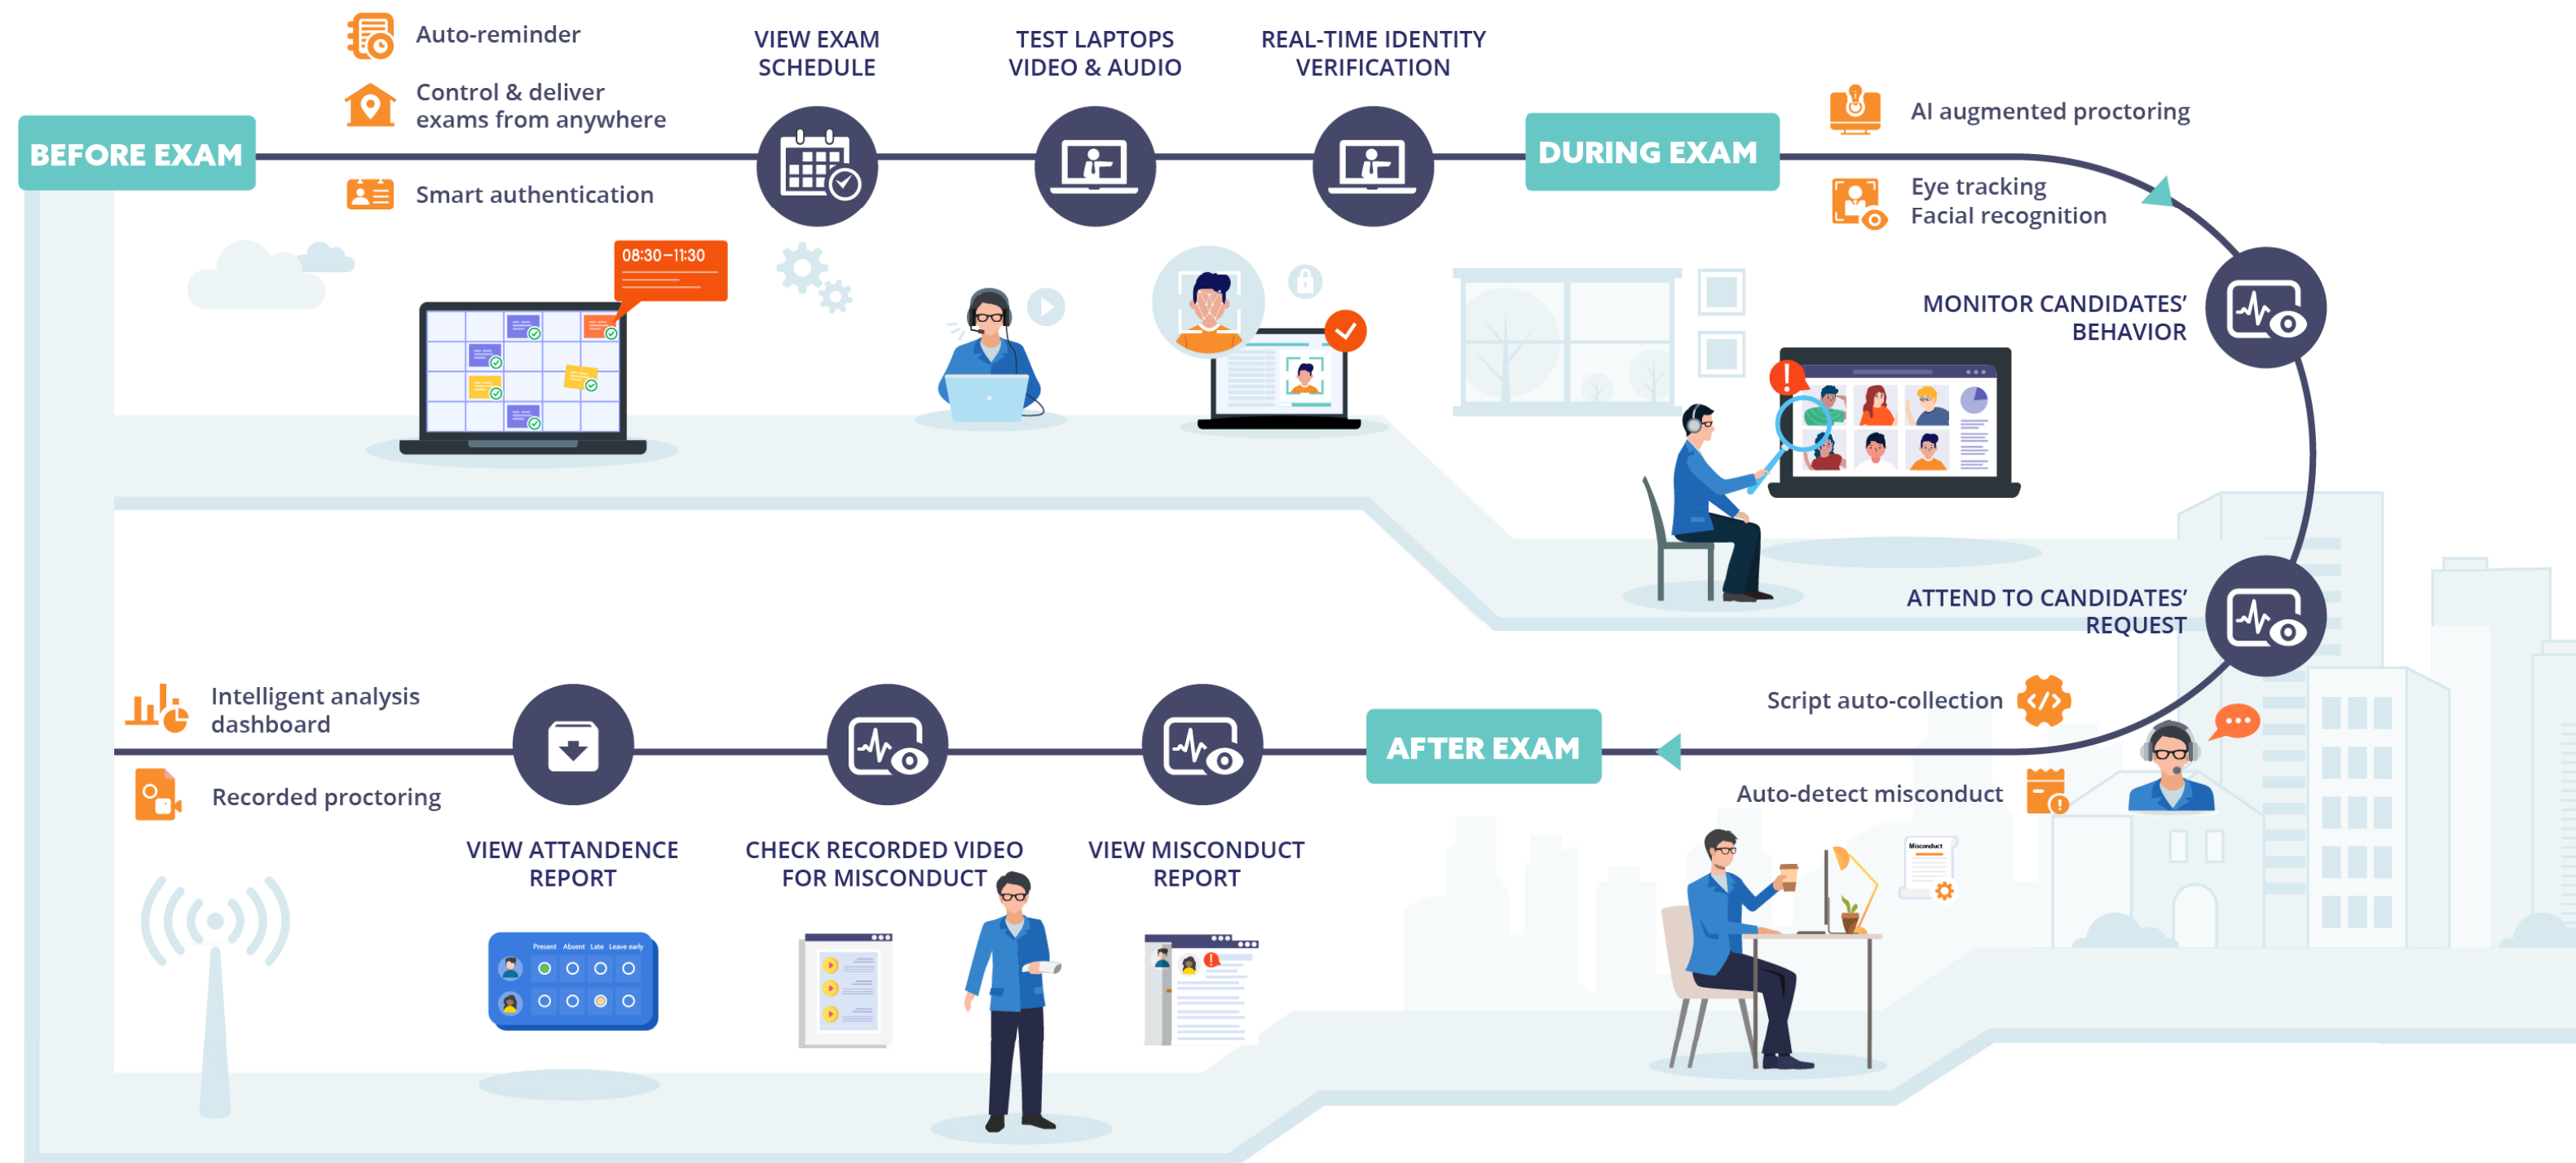 Auto-reminder
Control & deliver
exams from anywhere
BEFORE EXAM
Smart authentication
VIEW EXAM
SCHEDULE
TEST LAPTOPS
VIDEO & AUDIO
REAL-TIME IDENTITY
VERIFICATION
DURING EXAM
AI augmented proctoring
Eye tracking
Facial recognition
08:30–11:30
MONITOR CANDIDATES’
BEHAVIOR
ATTEND TO CANDIDATES’
REQUEST
Script auto-collection
Auto-detect misconduct
Misconduct
AFTER EXAM
VIEW MISCONDUCT
REPORT
CHECK RECORDED VIDEO
FOR MISCONDUCT
VIEW ATTANDENCE
REPORT
Present Absent Late Leave early
Intelligent analysis
dashboard
Recorded proctoring